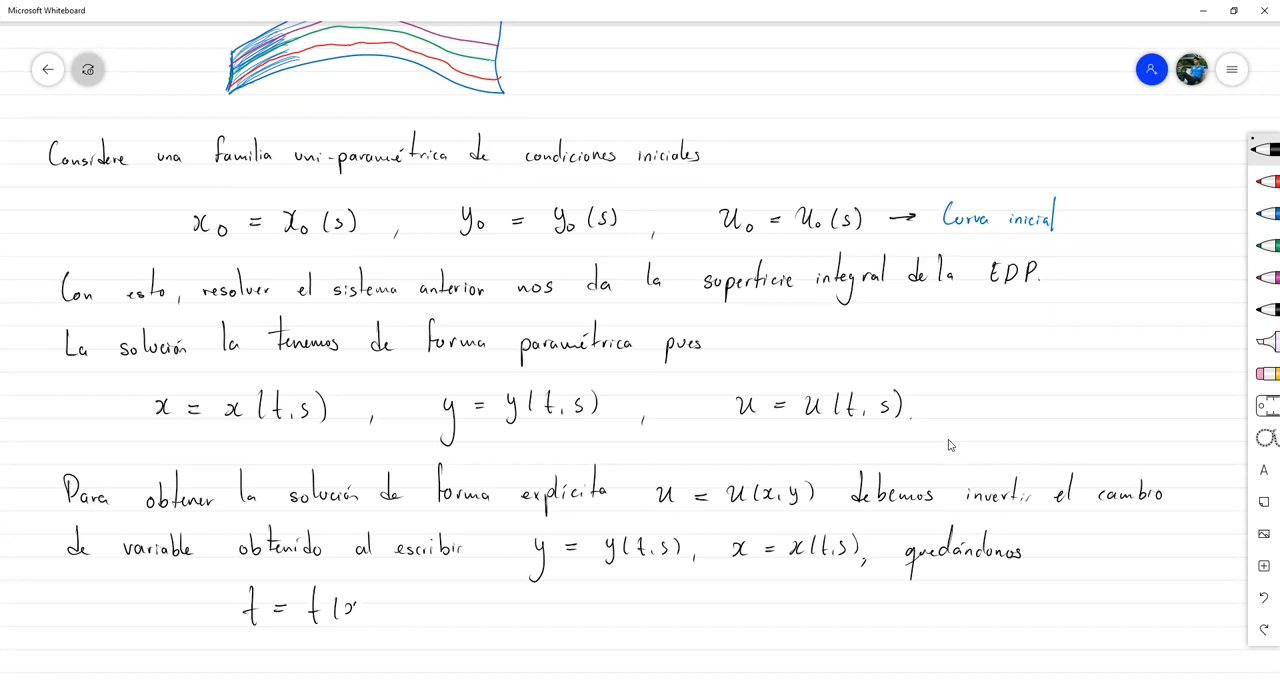 Microsoft Whiteboard
Considere una familia uni-paramétrica de condiciones iniciales
x₀ = x₀(s) , y₀ = y₀(s) , u₀ = u₀(s) → Curva inicial
Con esto, resolver el sistema anterior nos da la superficie integral de la EDP.
La solución la tenemos de forma paramétrica pues
x = x(t,s) , y = y(t,s) , u = u(t,s).
Para obtener la solución de forma explícita u = u(x,y) debemos invertir el cambio
de variable obtenido al escribir y = y(t,s), x = x(t,s), quedándonos
t = t(x